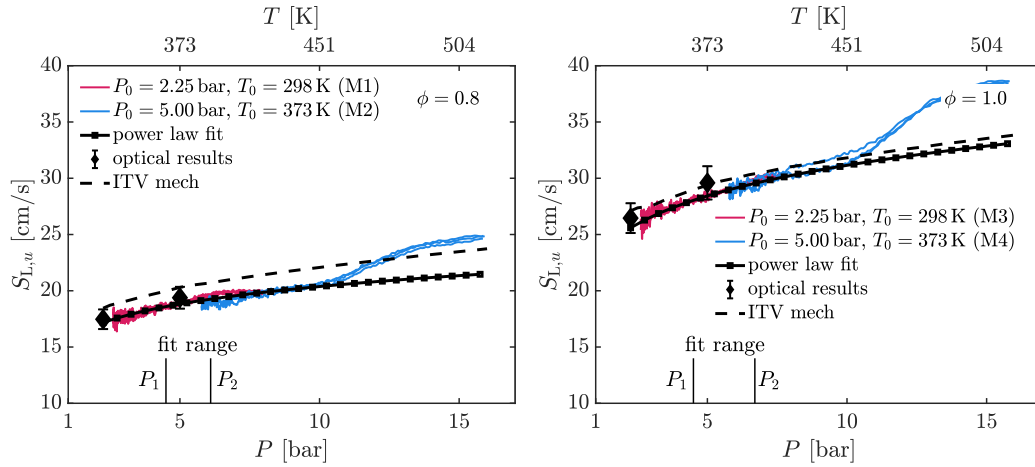 T [K]
373 451 504
40
35
30
25
20
15
10
S_{L,u} [cm/s]
P_0 = 2.25 bar, T_0 = 298 K (M1)
P_0 = 5.00 bar, T_0 = 373 K (M2)
power law fit
optical results
ITV mech
ϕ = 0.8
fit range
P_1 P_2
1 5 10 15
P [bar]
T [K]
373 451 504
40
35
30
25
20
15
10
S_{L,u} [cm/s]
ϕ = 1.0
P_0 = 2.25 bar, T_0 = 298 K (M3)
P_0 = 5.00 bar, T_0 = 373 K (M4)
power law fit
optical results
ITV mech
fit range
P_1 P_2
1 5 10 15
P [bar]